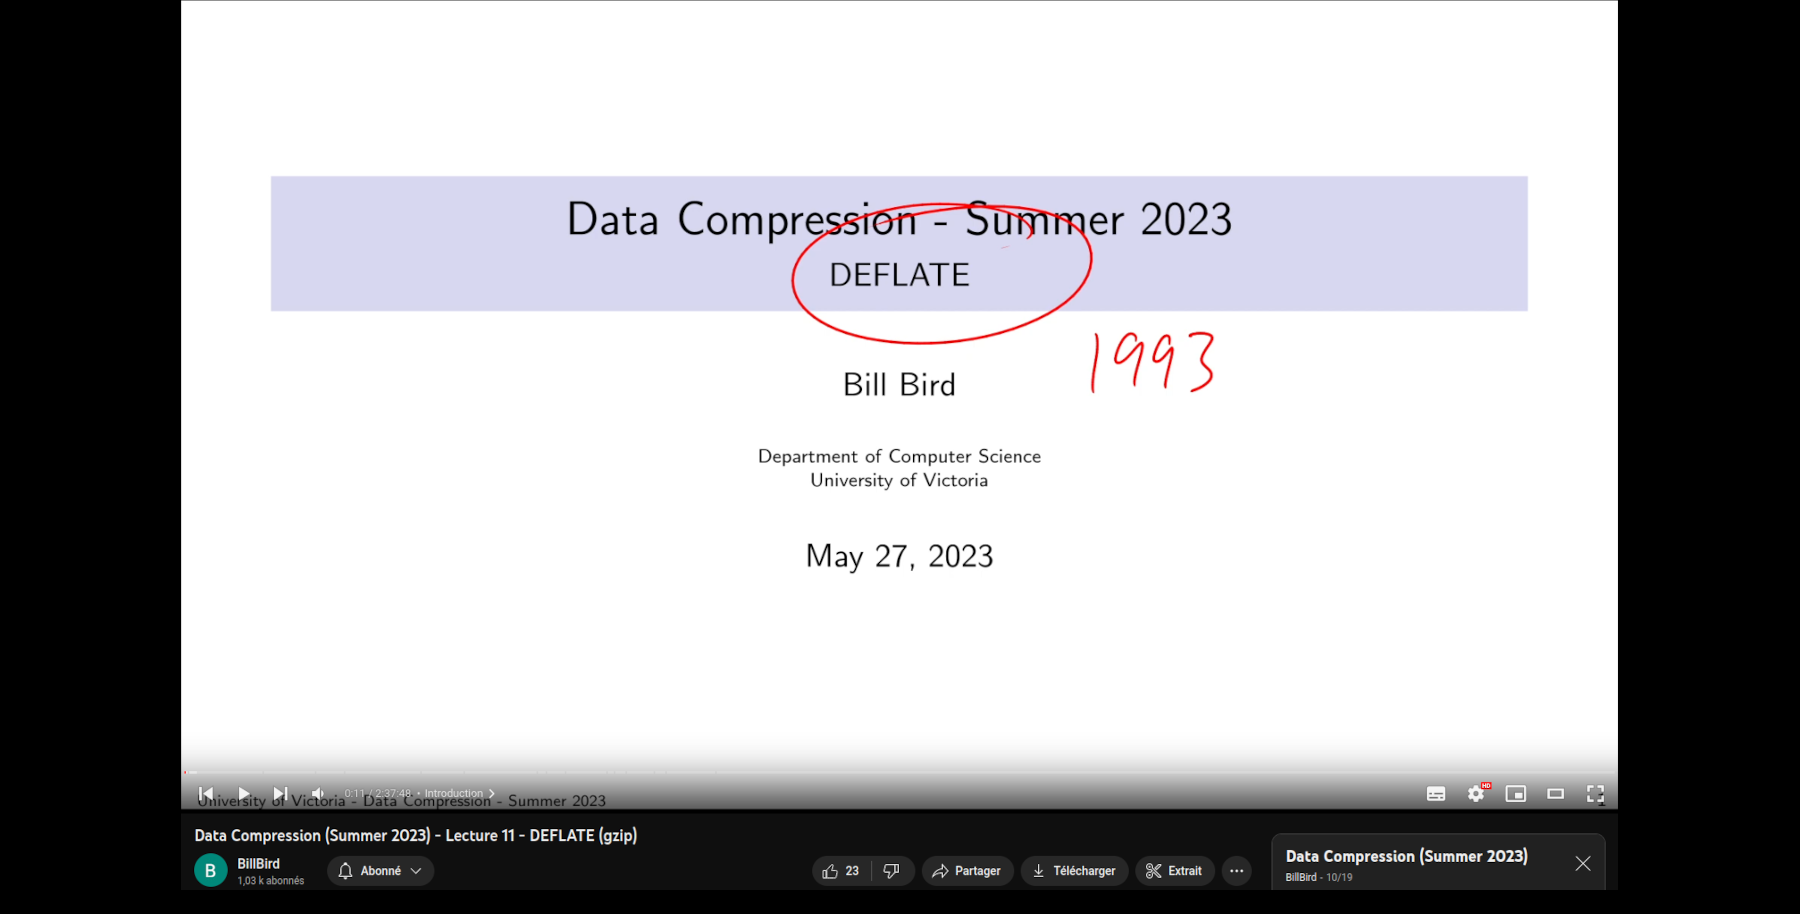 Data Compression - Summer 2023
DEFLATE
1993
Bill Bird
Department of Computer Science
University of Victoria
May 27, 2023
0:11 / 2:37:48 • Introduction
University of Victoria - Data Compression - Summer 2023
1
HD
Data Compression (Summer 2023) - Lecture 11 - DEFLATE (gzip)
B
BillBird
1,03 k abonnés
Abonné
23
Partager
Télécharger
Extrait
Data Compression (Summer 2023)
BillBird - 10/19